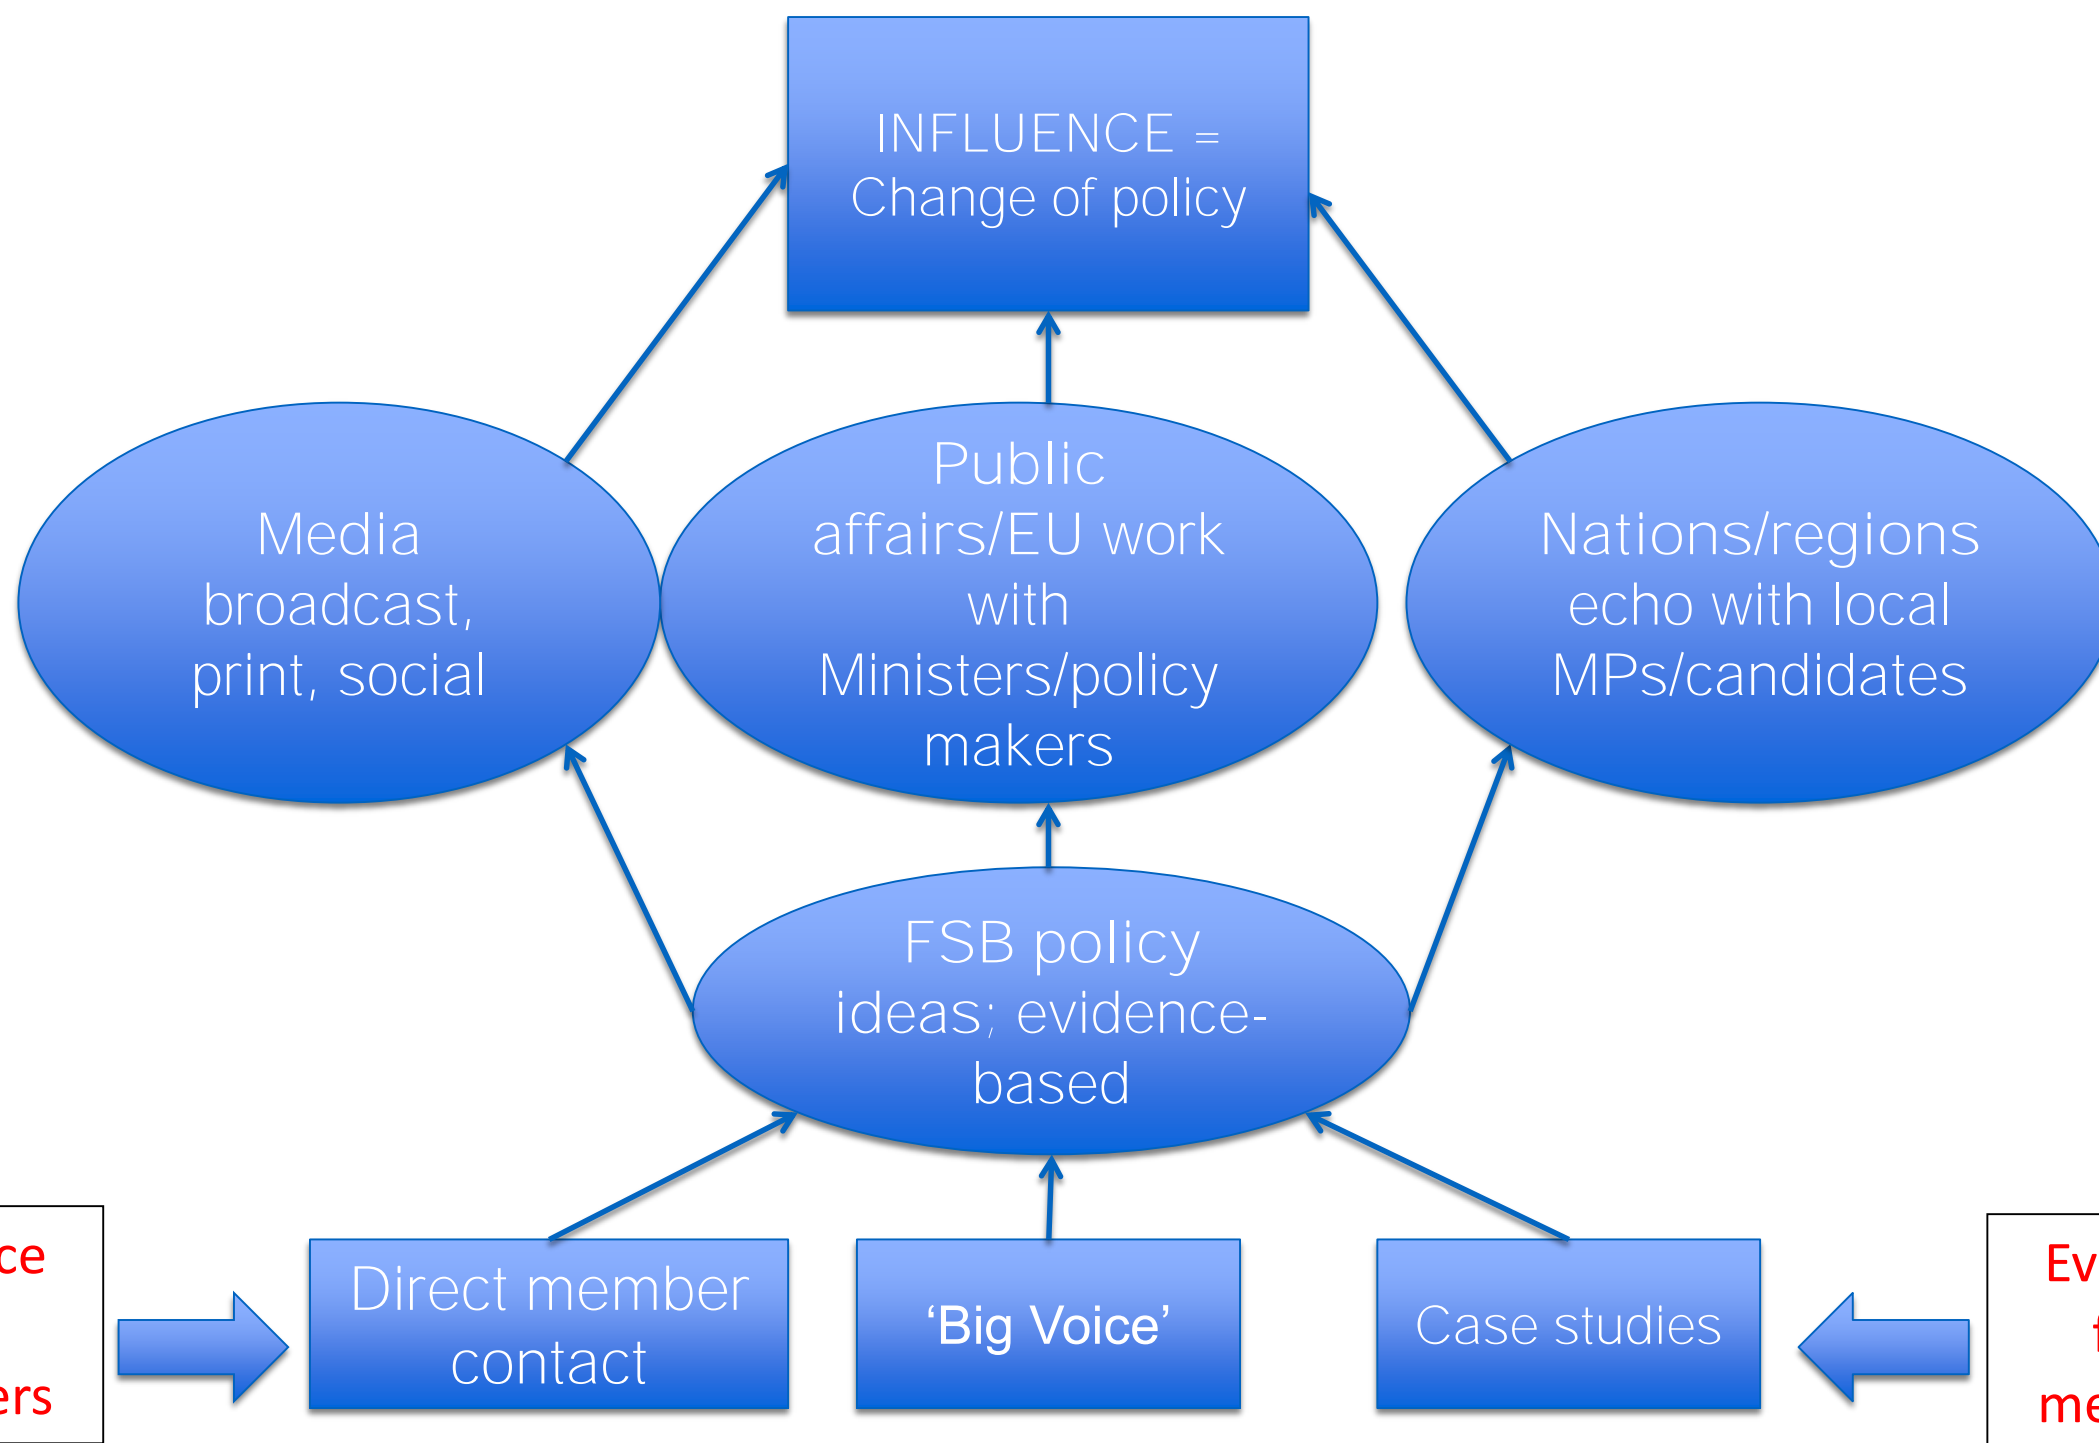 INFLUENCE =
Change of policy
Media
broadcast,
print, social
Public
affairs/EU work
with
Ministers/policy
makers
Nations/regions
echo with local
MPs/candidates
FSB policy
ideas; evidence-
based
Direct member
contact
‘Big Voice’
Case studies